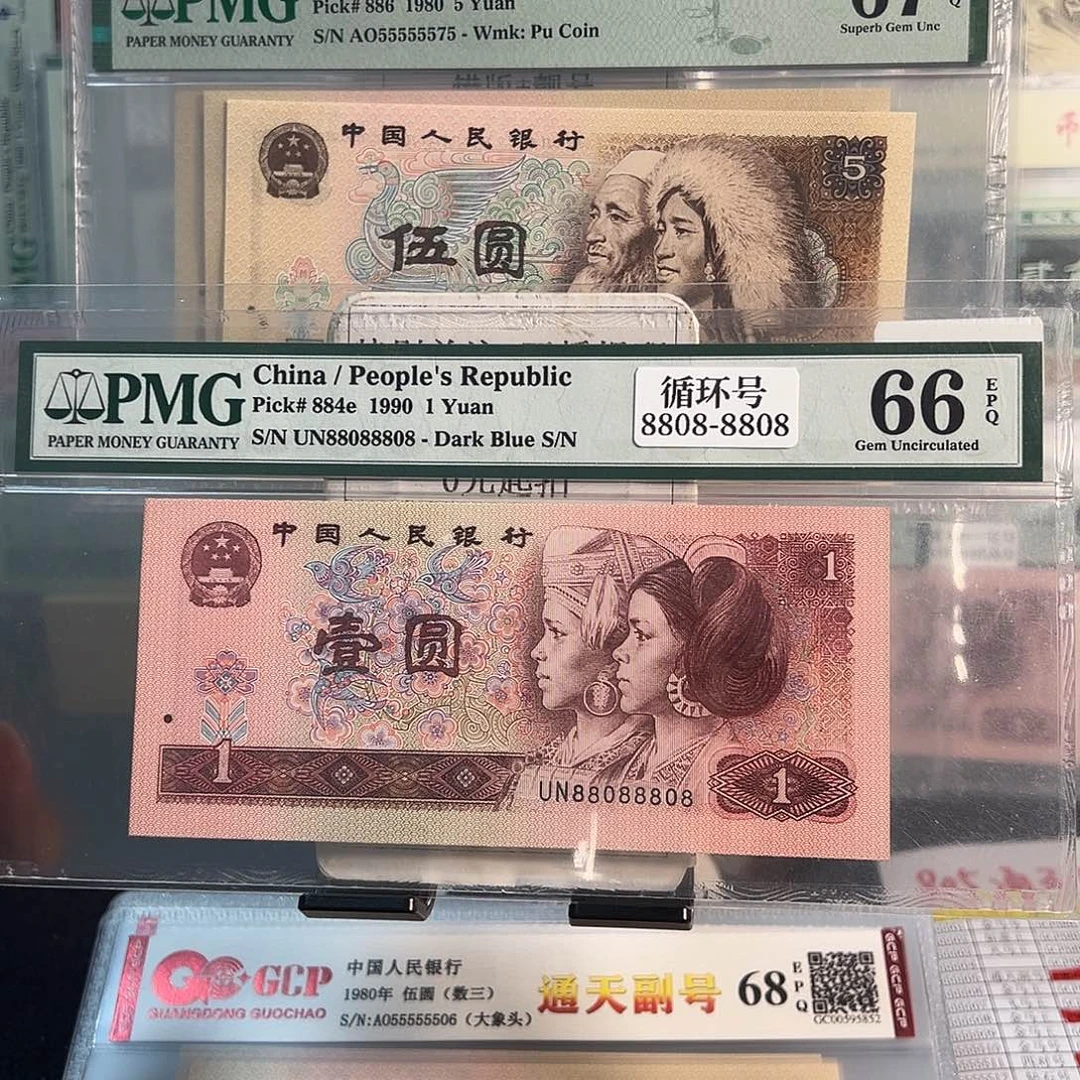 PMG
PAPER MONEY GUARANTY
Pick# 886 1980 5 Yuan
S/N AO55555575 - Wmk: Pu Coin
67
Superb Gem Unc
中国人民银行
5
伍圆
PMG
PAPER MONEY GUARANTY
China / People's Republic
Pick# 884e 1990 1 Yuan
S/N UN88088808 - Dark Blue S/N
循环号
8808-8808
66
EPQ
Gem Uncirculated
中国人民银行
1
壹圆
1
UN88088808
1
GCP
GUANGDONG GUOCHAO
中国人民银行
1980年 伍圆（数三）
S/N:A055555506（大象头）
通天副号
68
EPQ
GC00595852